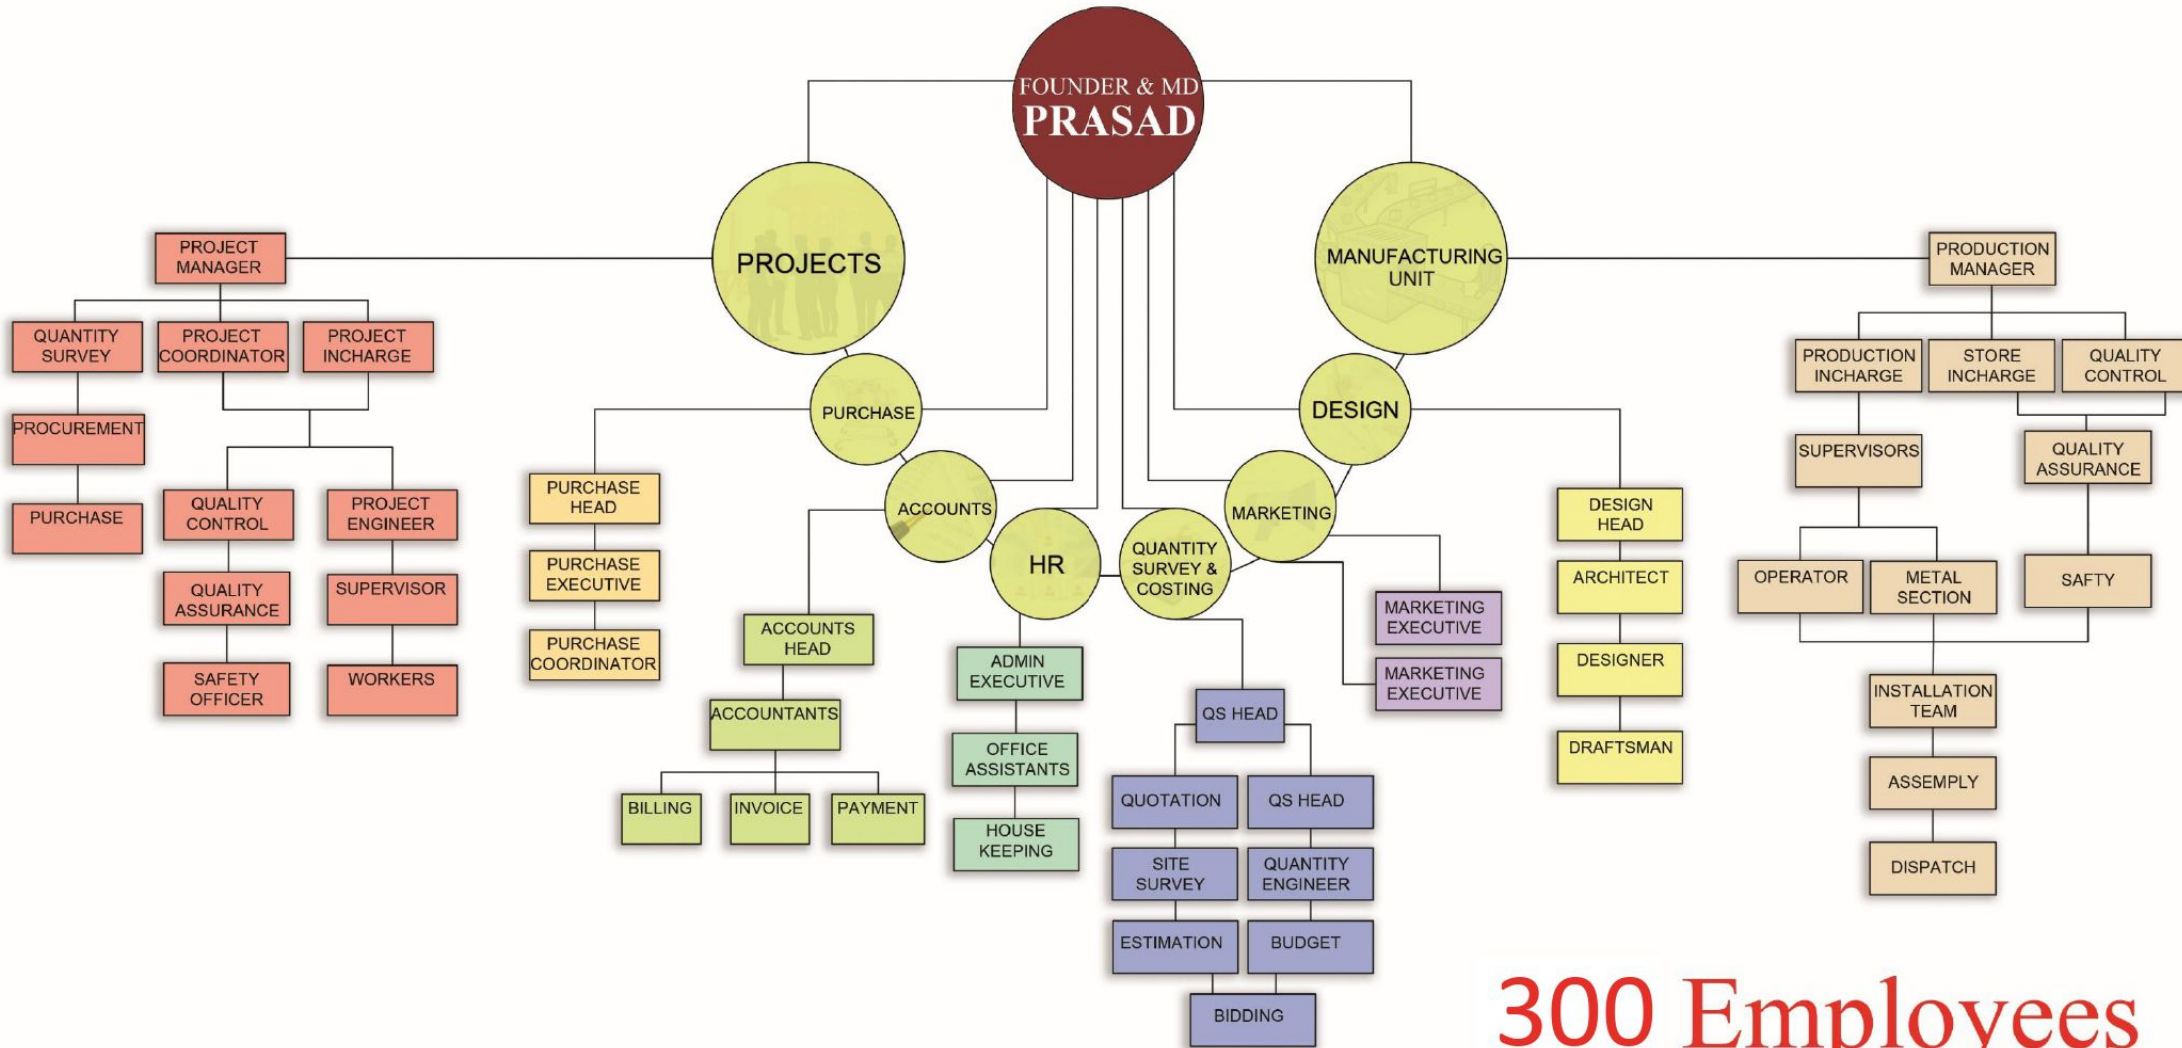 FOUNDER & MD
PRASAD
PROJECTS
MANUFACTURING
UNIT
PURCHASE
DESIGN
ACCOUNTS
MARKETING
HR
QUANTITY
SURVEY &
COSTING
PROJECT
MANAGER
QUANTITY
SURVEY
PROJECT
COORDINATOR
PROJECT
INCHARGE
PROCUREMENT
PURCHASE
QUALITY
CONTROL
PROJECT
ENGINEER
QUALITY
ASSURANCE
SUPERVISOR
SAFETY
OFFICER
WORKERS
PURCHASE
HEAD
PURCHASE
EXECUTIVE
PURCHASE
COORDINATOR
ACCOUNTS
HEAD
ACCOUNTANTS
BILLING
INVOICE
PAYMENT
ADMIN
EXECUTIVE
OFFICE
ASSISTANTS
HOUSE
KEEPING
QS HEAD
QUOTATION
QS HEAD
SITE
SURVEY
QUANTITY
ENGINEER
ESTIMATION
BUDGET
BIDDING
MARKETING
EXECUTIVE
MARKETING
EXECUTIVE
DESIGN
HEAD
ARCHITECT
DESIGNER
DRAFTSMAN
PRODUCTION
MANAGER
PRODUCTION
INCHARGE
STORE
INCHARGE
QUALITY
CONTROL
SUPERVISORS
QUALITY
ASSURANCE
OPERATOR
METAL
SECTION
SAFTY
INSTALLATION
TEAM
ASSEMPLY
DISPATCH
300 Employees